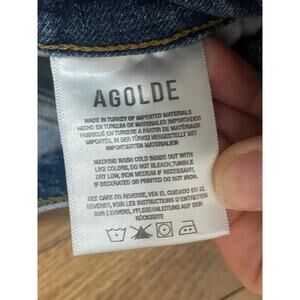 AGOLDE
MADE IN TURKEY OF IMPORTED MATERIALS
HECHO EN TURQUIA DE MATERIALES IMPORTADOS
FABRIQUÉ EN TURQUIE A PARTIR DE MATÉRIAUX
IMPORTÉS, IN DER TÜRKEI HERGESTELLT MIT
IMPORTIERTEN MATERIALIEN
MACHINE WASH COLD INSIDE OUT WITH
LIKE COLORS, DO NOT BLEACH,TUMBLE
DRY LOW, IRON MEDIUM IF NECESSARY,
IF DECORATED DO NOT IRON OR PRINTED
SEE CARE ON REVERSE, VEA EL CUIDADO EN EL
REVERSO, VOIR LES INSTRUCTIONS D'ENTRETIEN
SUR L'ENVERS, PFLEGEANLEITUNG AUF DER
RÜCKSEITE